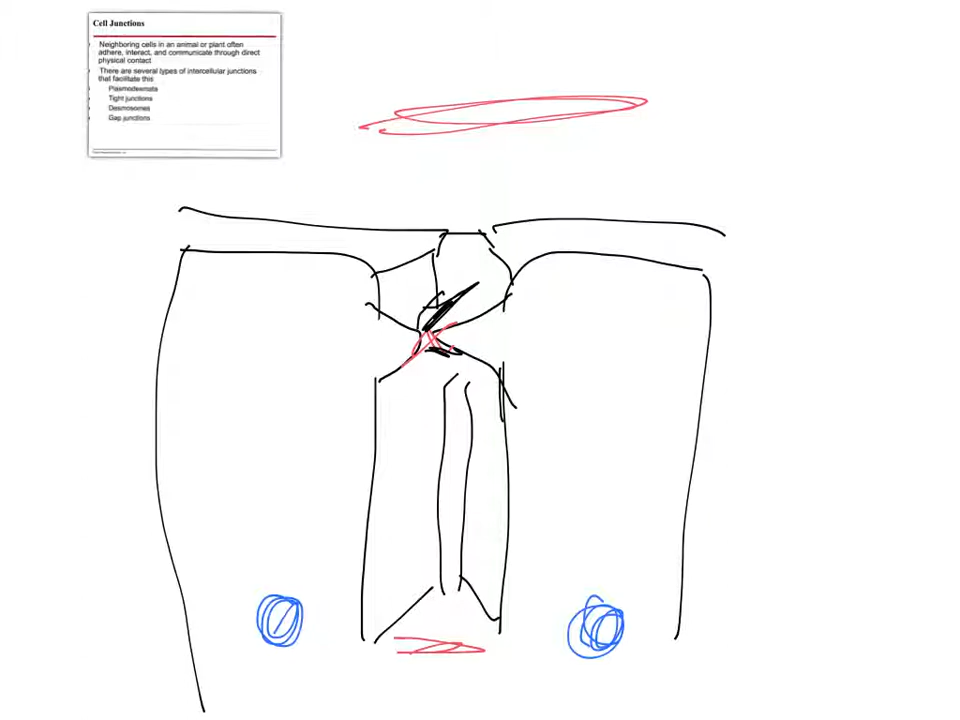 Cell Junctions
Neighboring cells in an animal or plant often
adhere, interact, and communicate through direct
physical contact
There are several types of intercellular junctions
that facilitate this
Plasmodesmata
Tight junctions
Desmosomes
Gap junctions